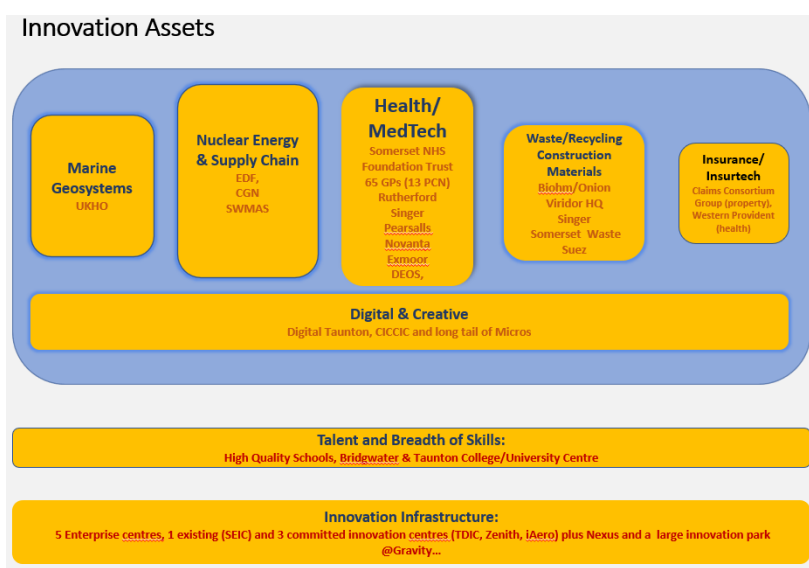 Innovation Assets
Marine
Geosystems
UKHO
Nuclear Energy
& Supply Chain
EDF,
CGN
SWMAS
Health/
MedTech
Somerset NHS
Foundation Trust
65 GPs (13 PCN)
Rutherford
Singer
Pearsalls
Novanta
Exmoor
DEOS,
Waste/Recycling
Construction
Materials
Biohm/Onion
Viridor HQ
Singer
Somerset Waste
Suez
Insurance/
Insurtech
Claims Consortium
Group (property),
Western Provident
(health)
Digital & Creative
Digital Taunton, CICCIC and long tail of Micros
Talent and Breadth of Skills:
High Quality Schools, Bridgwater & Taunton College/University Centre
Innovation Infrastructure:
5 Enterprise centres, 1 existing (SEIC) and 3 committed innovation centres (TDIC, Zenith, iAero) plus Nexus and a large innovation park
@Gravity...